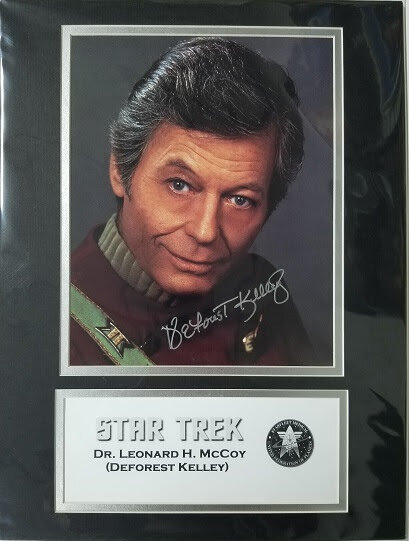 DeForest Kelley
STAR TREK
DR. LEONARD H. MCCOY
(DEFOREST KELLEY)